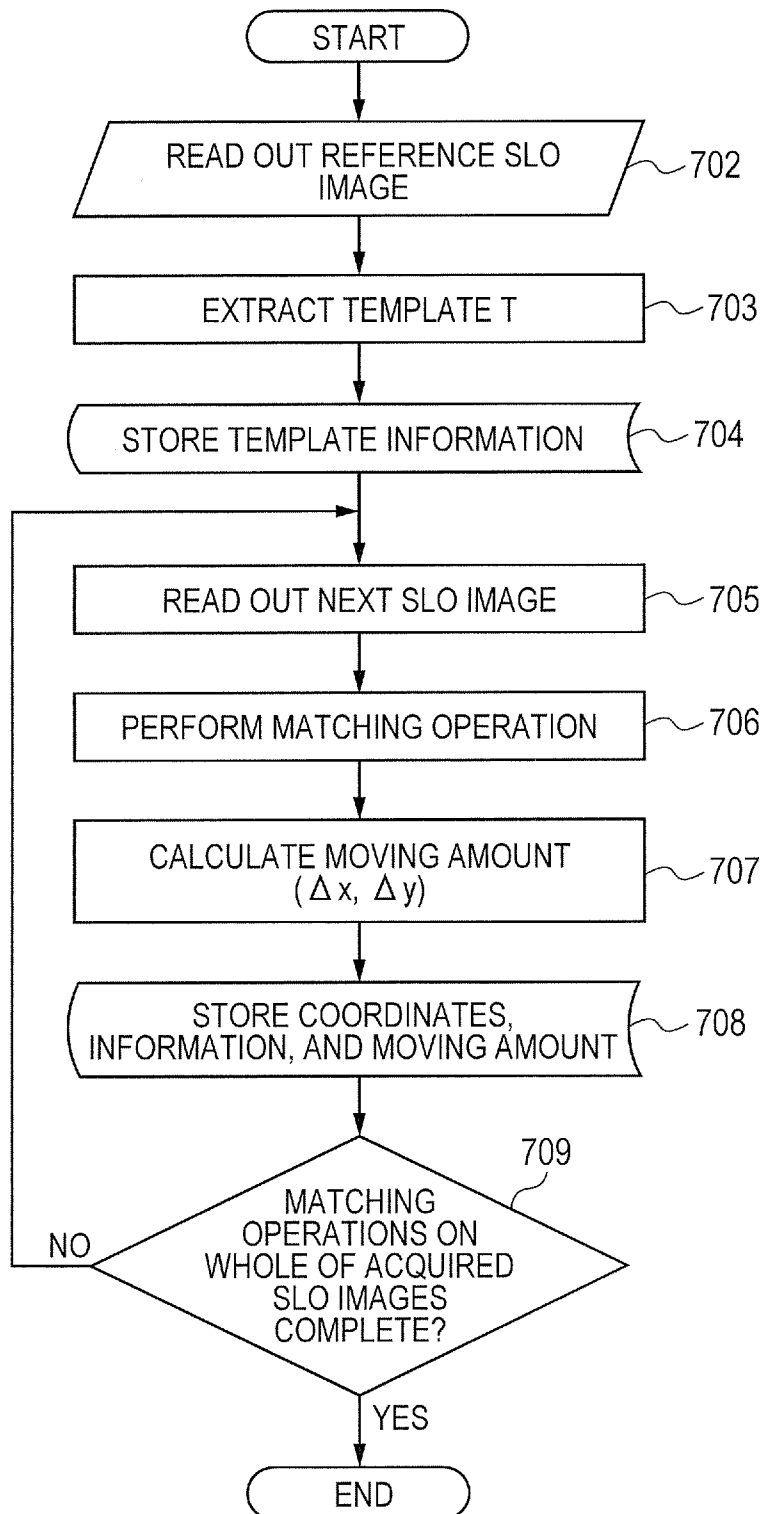 START
READ OUT REFERENCE SLO
IMAGE
702
EXTRACT TEMPLATE T
703
STORE TEMPLATE INFORMATION
704
READ OUT NEXT SLO IMAGE
705
PERFORM MATCHING OPERATION
706
CALCULATE MOVING AMOUNT
(Δx, Δy)
707
STORE COORDINATES,
INFORMATION, AND MOVING AMOUNT
708
709
MATCHING
OPERATIONS ON
WHOLE OF ACQUIRED
SLO IMAGES
COMPLETE?
NO
YES
END